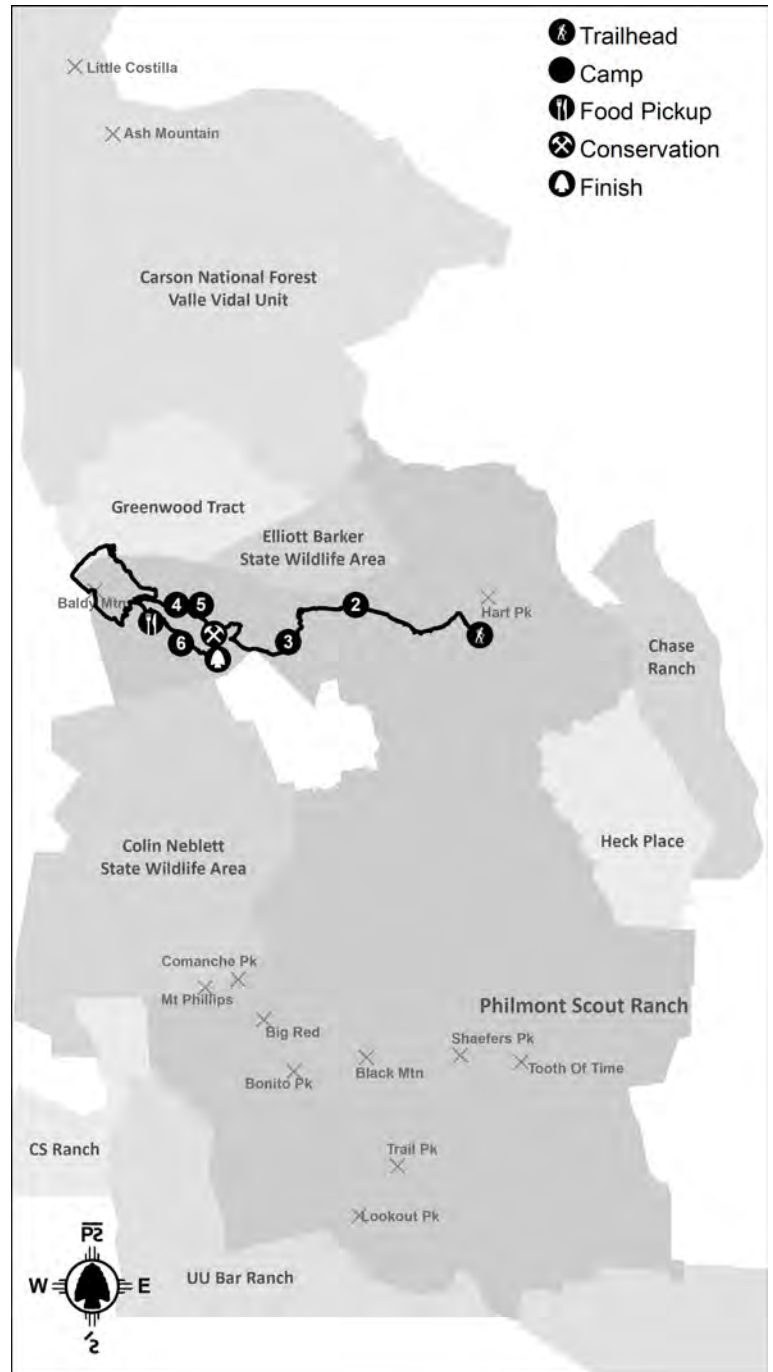 Trailhead
Camp
Food Pickup
Conservation
Finish
Little Costilla
Ash Mountain
Carson National Forest
Valle Vidal Unit
Greenwood Tract
Elliott Barker
State Wildlife Area
Baldy Mtn
4
5
2
Hart Pk
6
3
Chase
Ranch
Heck Place
Colin Neblett
State Wildlife Area
Comanche Pk
Mt Phillips
Philmont Scout Ranch
Big Red
Shaefers Pk
Black Mtn
Tooth Of Time
Bonito Pk
CS Ranch
Trail Pk
Lookout Pk
UU Bar Ranch
W
E